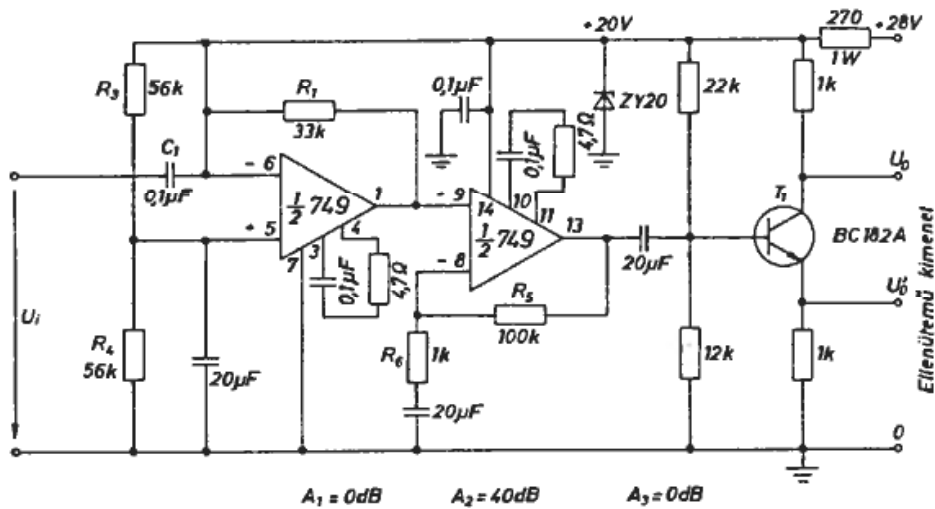 +20V
270
+28V
1W
R₃
56k
R₁
33k
0,1µF
ZY20
22k
1k
C₁
0,1µF
0,1µF
4,7Ω
- 6
1
- 9
14
10
11
U₀
½ 749
½ 749
13
T₁
BC 182A
+ 5
4
3
7
- 8
20µF
U₀'
0,1µF
4,7Ω
R₅
100k
Uᵢ
R₄
56k
R₆
1k
12k
1k
20µF
20µF
0
Ellenütemű kimenet
A₁ = 0dB
A₂ = 40dB
A₃ = 0dB